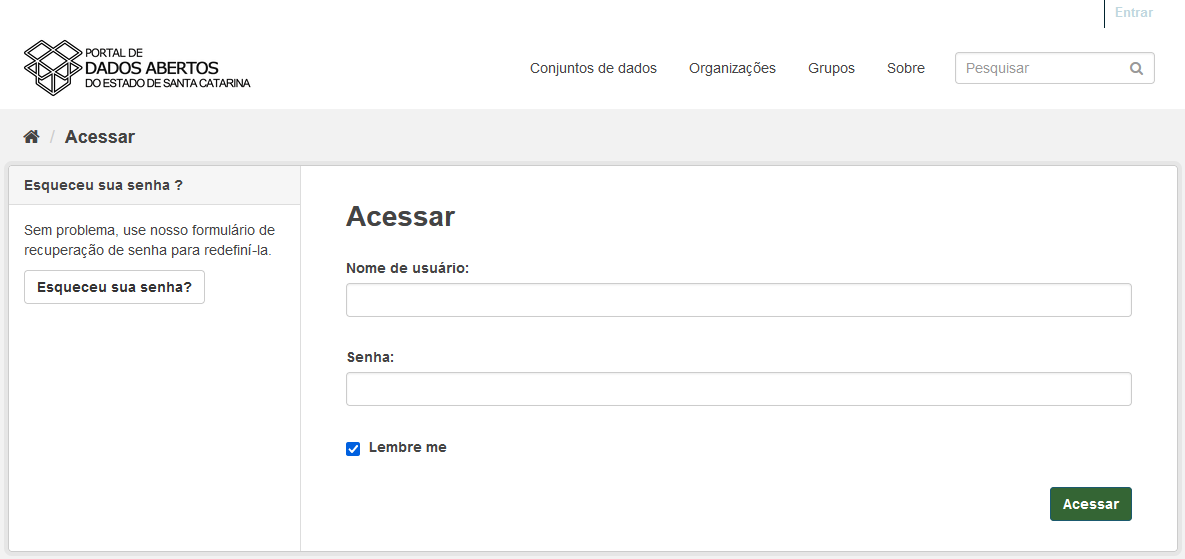 Entrar
PORTAL DE
DADOS ABERTOS
DO ESTADO DE SANTA CATARINA
Conjuntos de dados Organizações Grupos Sobre Pesquisar
/ Acessar
Esqueceu sua senha ?
Sem problema, use nosso formulário de
recuperação de senha para redefiní-la.
Esqueceu sua senha?
Acessar
Nome de usuário:
Senha:
Lembre me
Acessar